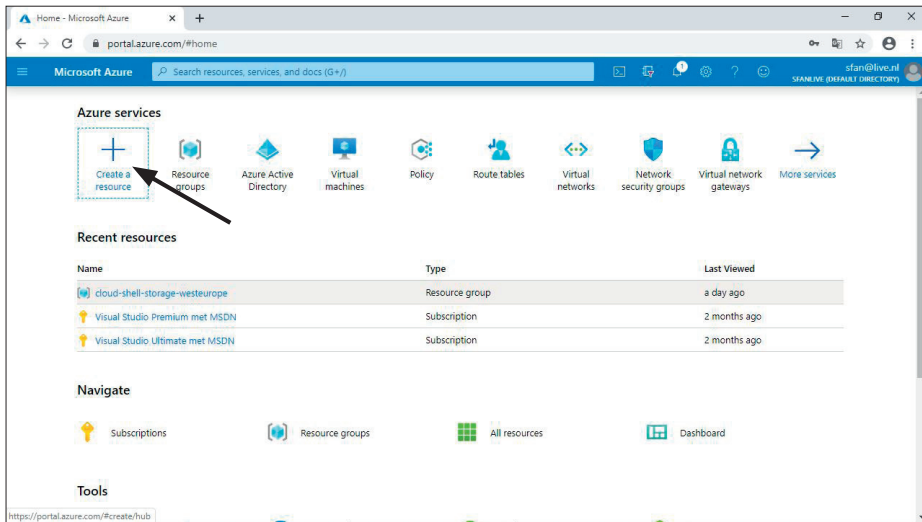 Home - Microsoft Azure
portal.azure.com/#home
Microsoft Azure
Search resources, services, and docs (G+/)
1
sfan@live.nl
SFANLIVE (DEFAULT DIRECTORY)
Azure services
Create a resource
Resource groups
Azure Active Directory
Virtual machines
Policy
Route tables
Virtual networks
Network security groups
Virtual network gateways
More services
Recent resources
Name Type Last Viewed
cloud-shell-storage-westeurope Resource group a day ago
Visual Studio Premium met MSDN Subscription 2 months ago
Visual Studio Ultimate met MSDN Subscription 2 months ago
Navigate
Subscriptions Resource groups All resources Dashboard
Tools
https://portal.azure.com/#create/hub